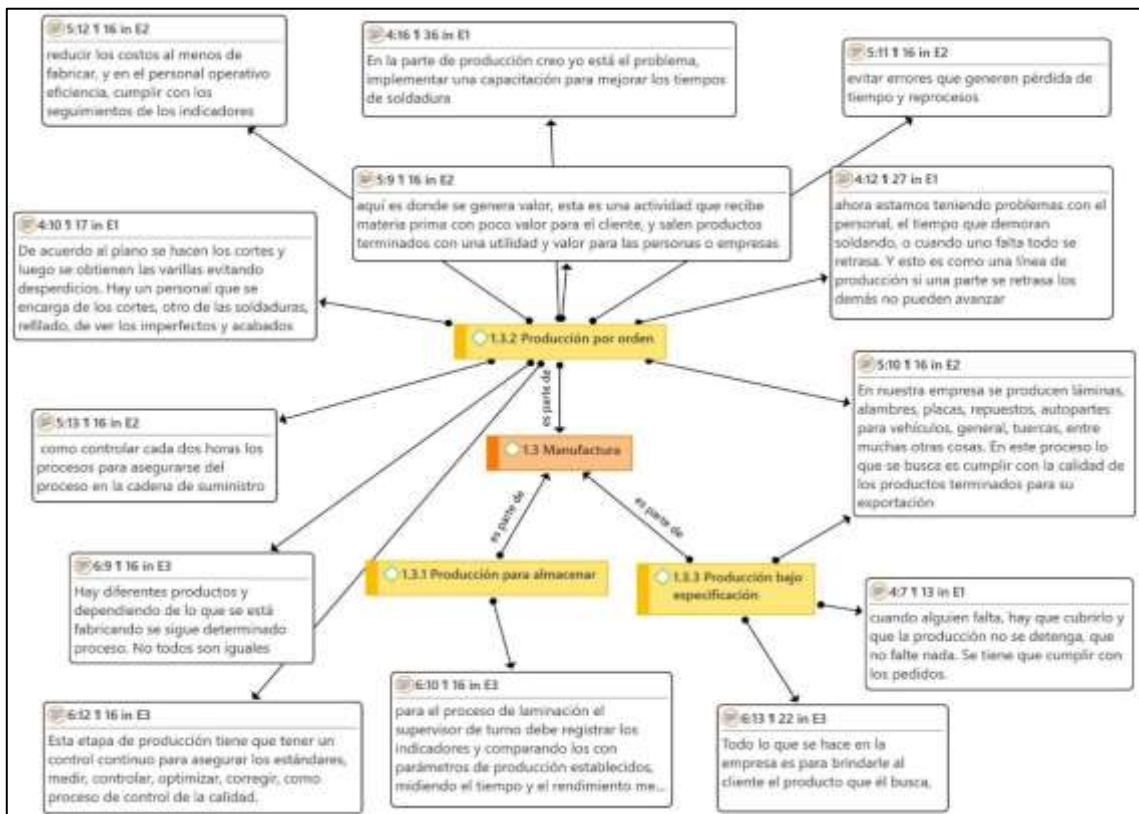 5:12 ¶ 16 in E2
reducir los costos al menos de
fabricar, y en el personal operativo
eficiencia, cumplir con los
seguimientos de los indicadores
4:16 ¶ 36 in E1
En la parte de producción creo yo está el problema,
implementar una capacitación para mejorar los tiempos
de soldadura
5:11 ¶ 16 in E2
evitar errores que generen pérdida de
tiempo y reprocesos
5:9 ¶ 16 in E2
aquí es donde se genera valor, esta es una actividad que recibe
materia prima con poco valor para el cliente, y salen productos
terminados con una utilidad y valor para las personas o empresas
4:12 ¶ 27 in E1
ahora estamos teniendo problemas con el
personal, el tiempo que demoran
soldando, o cuando uno falta todo se
retrasa. Y esto es como una línea de
producción si una parte se retrasa los
demás no pueden avanzar
4:10 ¶ 17 in E1
De acuerdo al plano se hacen los cortes y
luego se obtienen las varillas evitando
desperdicios. Hay un personal que se
encarga de los cortes, otro de las soldaduras,
refilado, de ver los imperfectos y acabados
1.3.2 Producción por orden
es parte de
5:10 ¶ 16 in E2
En nuestra empresa se producen láminas,
alambres, placas, repuestos, autopartes
para vehículos, general, tuercas, entre
muchas otras cosas. En este proceso lo
que se busca es cumplir con la calidad de
los productos terminados para su
exportación
5:13 ¶ 16 in E2
como controlar cada dos horas los
procesos para asegurarse del
proceso en la cadena de suministro
1.3 Manufactura
es parte de
es parte de
6:9 ¶ 16 in E3
Hay diferentes productos y
dependiendo de lo que se está
fabricando se sigue determinado
proceso. No todos son iguales
1.3.1 Producción para almacenar
1.3.3 Producción bajo
especificación
4:7 ¶ 13 in E1
cuando alguien falta, hay que cubrirlo y
que la producción no se detenga, que
no falte nada. Se tiene que cumplir con
los pedidos.
6:12 ¶ 16 in E3
Esta etapa de producción tiene que tener un
control continuo para asegurar los estándares,
medir, controlar, optimizar, corregir, como
proceso de control de la calidad.
6:10 ¶ 16 in E3
para el proceso de laminación el
supervisor de turno debe registrar los
indicadores y comparando los con
parámetros de producción establecidos,
midiendo el tiempo y el rendimiento me...
6:13 ¶ 22 in E3
Todo lo que se hace en la
empresa es para brindarle al
cliente el producto que él busca,